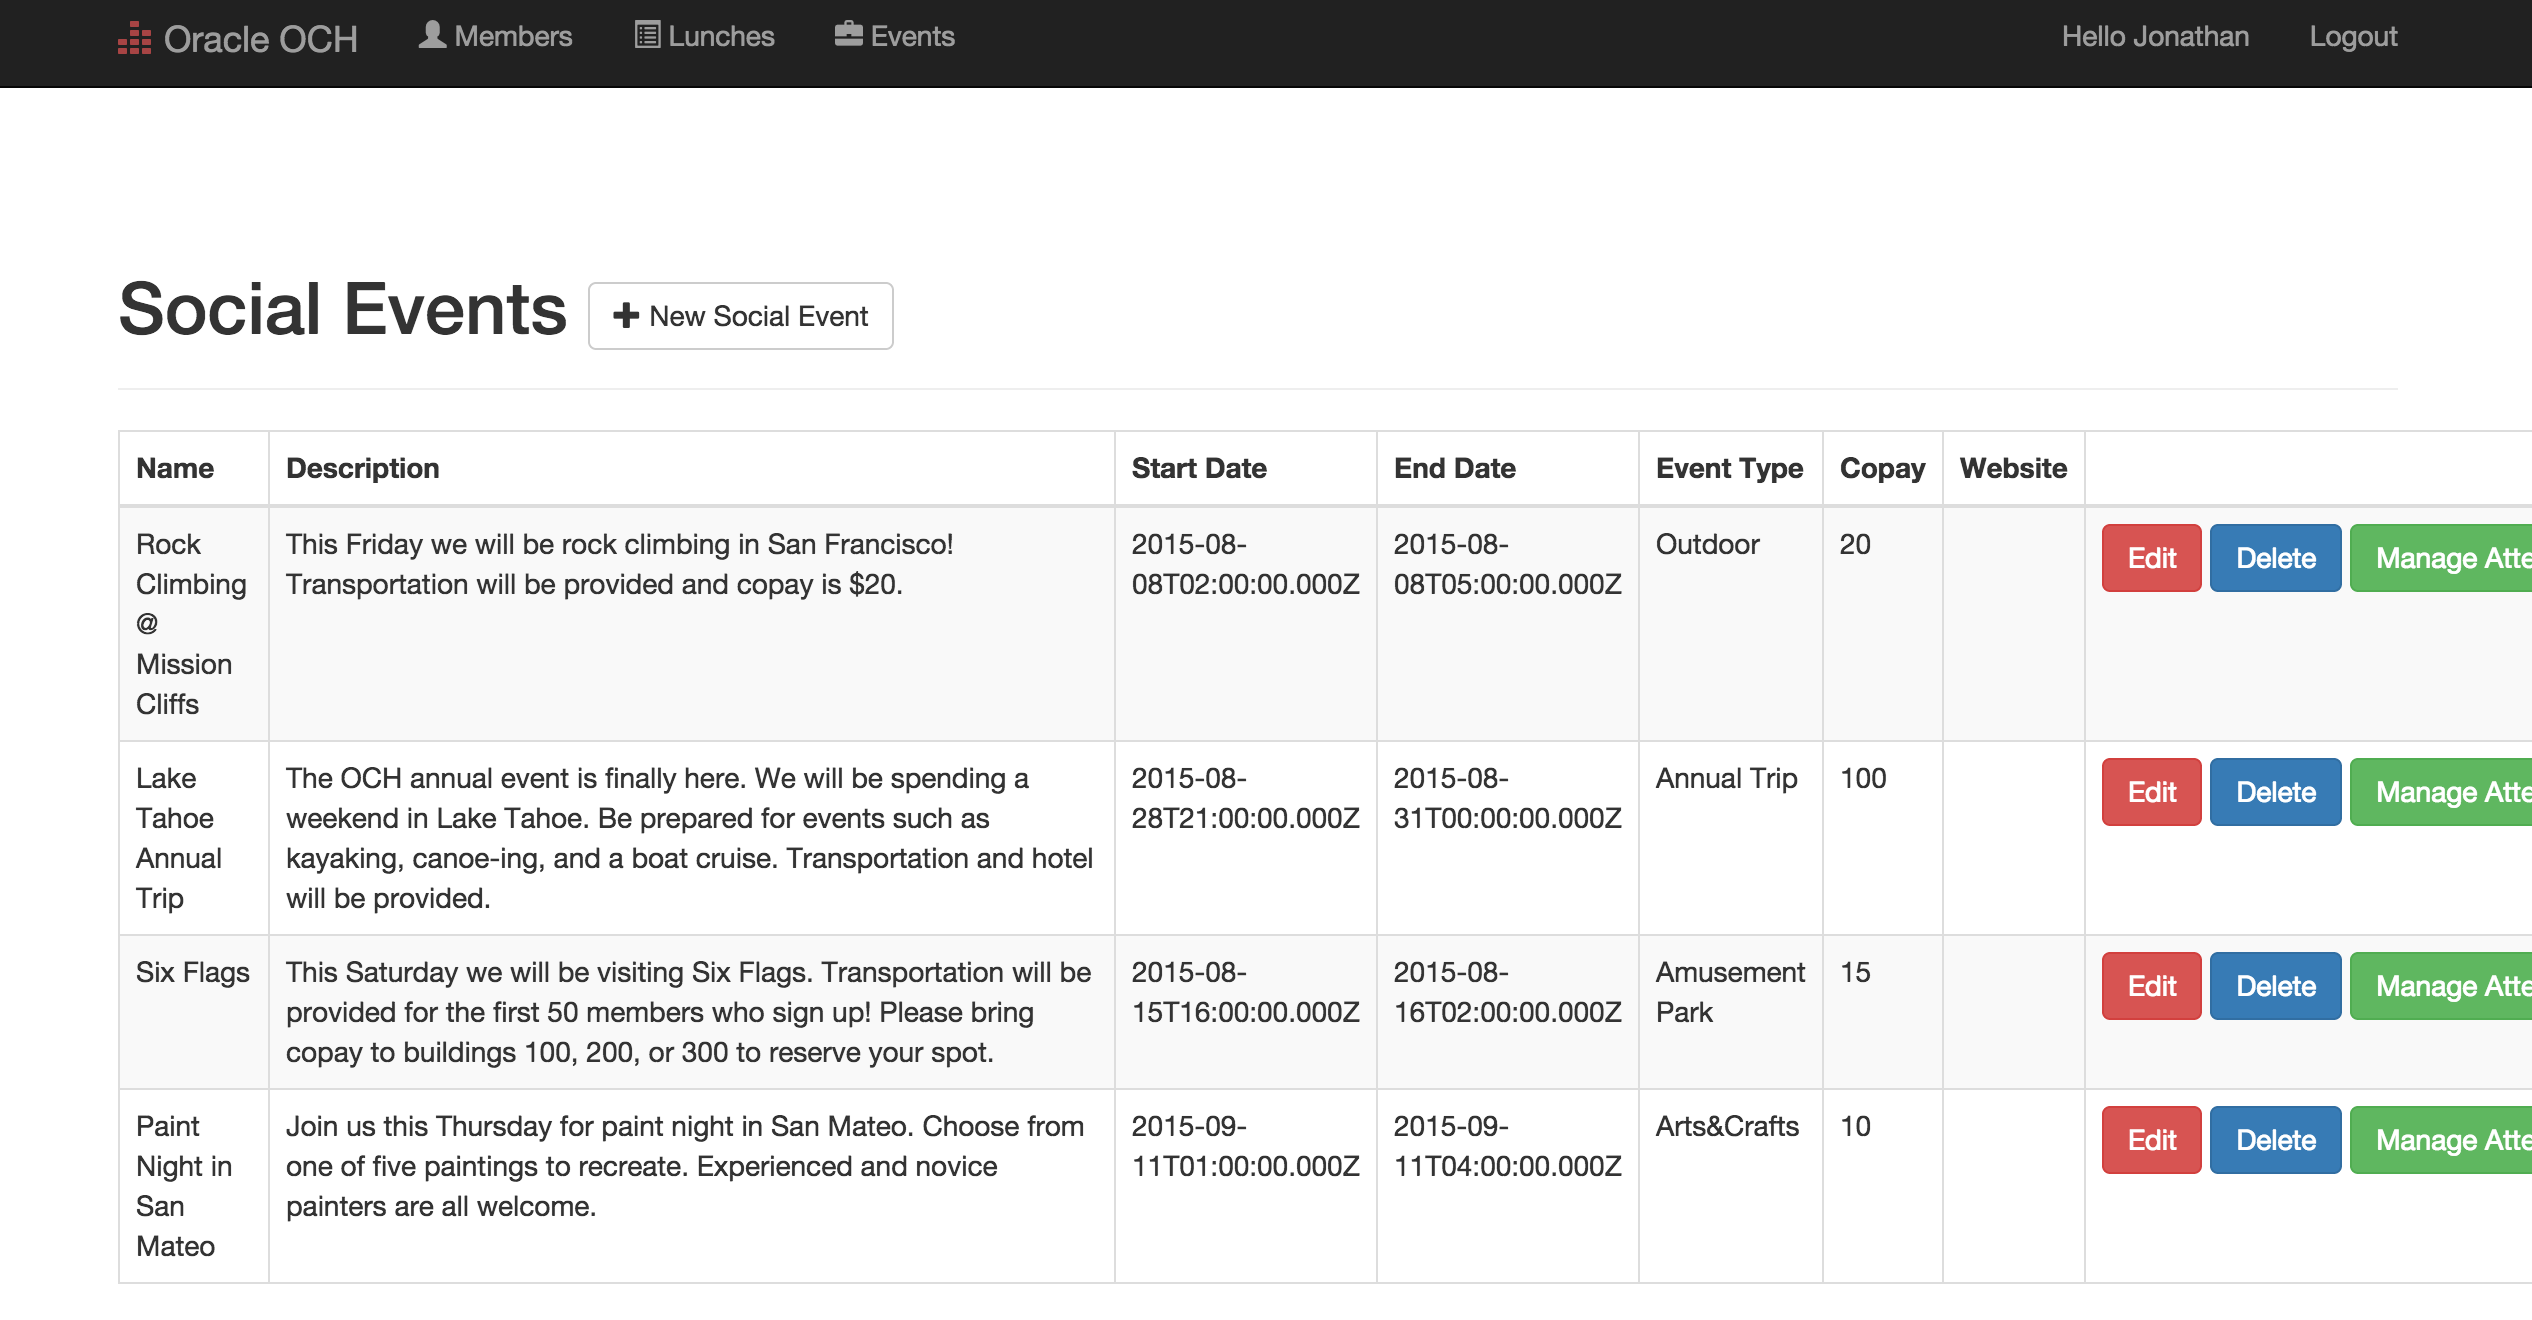 Oracle OCH Members Lunches Events Hello Jonathan Logout
Social Events New Social Event
Name Description Start Date End Date Event Type Copay Website
Rock This Friday we will be rock climbing in San Francisco! 2015-08- 2015-08- Outdoor 20 Edit Delete Manage Atte
Climbing Transportation will be provided and copay is $20. 08T02:00:00.000Z 08T05:00:00.000Z
@
Mission
Cliffs
Lake The OCH annual event is finally here. We will be spending a 2015-08- 2015-08- Annual Trip 100 Edit Delete Manage Atte
Tahoe weekend in Lake Tahoe. Be prepared for events such as 28T21:00:00.000Z 31T00:00:00.000Z
Annual kayaking, canoe-ing, and a boat cruise. Transportation and hotel
Trip will be provided.
Six Flags This Saturday we will be visiting Six Flags. Transportation will be 2015-08- 2015-08- Amusement 15 Edit Delete Manage Atte
provided for the first 50 members who sign up! Please bring 15T16:00:00.000Z 16T02:00:00.000Z Park
copay to buildings 100, 200, or 300 to reserve your spot.
Paint Join us this Thursday for paint night in San Mateo. Choose from 2015-09- 2015-09- Arts&Crafts 10 Edit Delete Manage Atte
Night in one of five paintings to recreate. Experienced and novice 11T01:00:00.000Z 11T04:00:00.000Z
San painters are all welcome.
Mateo